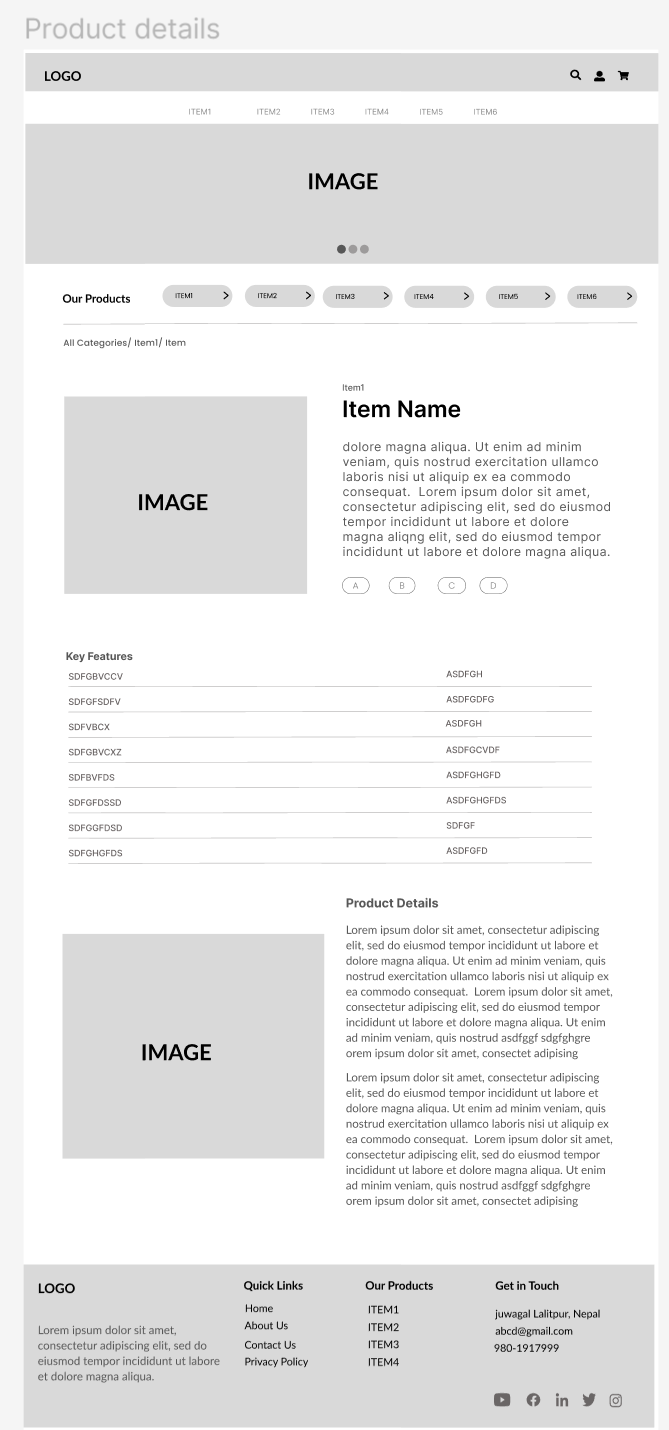 Product details
LOGO
ITEM1 ITEM2 ITEM3 ITEM4 ITEM5 ITEM6
IMAGE
Our Products ITEM1 ITEM2 ITEM3 ITEM4 ITEM5 ITEM6
All Categories/ Item1/ Item
Item1
Item Name
IMAGE
dolore magna aliqua. Ut enim ad minim
veniam, quis nostrud exercitation ullamco
laboris nisi ut aliquip ex ea commodo
consequat. Lorem ipsum dolor sit amet,
consectetur adipiscing elit, sed do eiusmod
tempor incididunt ut labore et dolore
magna aliqng elit, sed do eiusmod tempor
incididunt ut labore et dolore magna aliqua.
A B C D
Key Features
SDFGBVCCV ASDFGH
SDFGFSDFV ASDFGDFG
SDFVBCX ASDFGH
SDFGBVCXZ ASDFGCVDF
SDFBVFDS ASDFGHGFD
SDFGFDSSD ASDFGHGFDS
SDFGGFDSD SDFGF
SDFGHGFDS ASDFGFD
IMAGE
Product Details
Lorem ipsum dolor sit amet, consectetur adipiscing
elit, sed do eiusmod tempor incididunt ut labore et
dolore magna aliqua. Ut enim ad minim veniam, quis
nostrud exercitation ullamco laboris nisi ut aliquip ex
ea commodo consequat. Lorem ipsum dolor sit amet,
consectetur adipiscing elit, sed do eiusmod tempor
incididunt ut labore et dolore magna aliqua. Ut enim
ad minim veniam, quis nostrud asdfggf sdgfghgre
orem ipsum dolor sit amet, consectet adipising
Lorem ipsum dolor sit amet, consectetur adipiscing
elit, sed do eiusmod tempor incididunt ut labore et
dolore magna aliqua. Ut enim ad minim veniam, quis
nostrud exercitation ullamco laboris nisi ut aliquip ex
ea commodo consequat. Lorem ipsum dolor sit amet,
consectetur adipiscing elit, sed do eiusmod tempor
incididunt ut labore et dolore magna aliqua. Ut enim
ad minim veniam, quis nostrud asdfggf sdgfghgre
orem ipsum dolor sit amet, consectet adipising
LOGO
Lorem ipsum dolor sit amet,
consectetur adipiscing elit, sed do
eiusmod tempor incididunt ut labore
et dolore magna aliqua.
Quick Links
Home
About Us
Contact Us
Privacy Policy
Our Products
ITEM1
ITEM2
ITEM3
ITEM4
Get in Touch
juwagal Lalitpur, Nepal
abcd@gmail.com
980-1917999